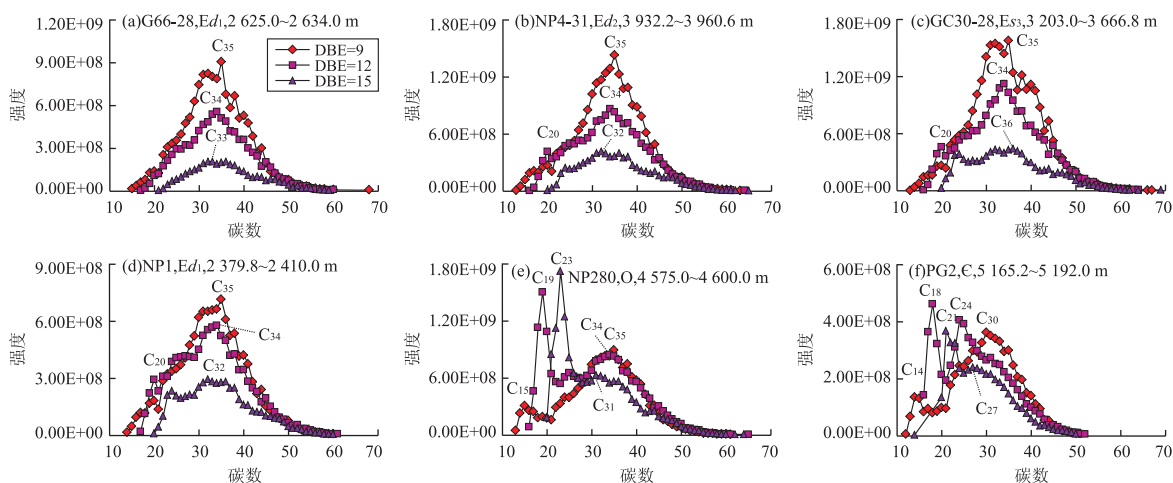 (a)G66-28,Ed₁,2 625.0~2 634.0 m
1.20E+09
9.00E+08
6.00E+08
3.00E+08
0.00E+00
强度
C₃₅
C₃₄
C₃₃
DBE=9
DBE=12
DBE=15
10 20 30 40 50 60 70
碳数
(b)NP4-31,Ed₂,3 932.2~3 960.6 m
1.80E+09
1.20E+09
6.00E+08
0.00E+00
强度
C₃₅
C₃₄
C₂₀
C₃₂
10 20 30 40 50 60 70
碳数
(c)GC30-28,Es₃,3 203.0~3 666.8 m
1.80E+09
1.20E+09
6.00E+08
0.00E+00
强度
C₃₅
C₃₄
C₂₀
C₃₆
10 20 30 40 50 60 70
碳数
(d)NP1,Ed₁,2 379.8~2 410.0 m
9.00E+08
6.00E+08
3.00E+08
0.00E+00
强度
C₃₅
C₃₄
C₂₀
C₃₂
10 20 30 40 50 60 70
碳数
(e)
NP280,O,4 575.0~4 600.0 m
1.80E+09
1.20E+09
6.00E+08
0.00E+00
强度
C₂₃
C₁₉
C₃₄
C₃₅
C₁₅
C₃₁
10 20 30 40 50 60 70
碳数
(f)PG2,Є,5 165.2~5 192.0 m
6.00E+08
4.00E+08
2.00E+08
0.00E+00
强度
C₁₈
C₂₄
C₃₀
C₁₄
C₂₇
10 20 30 40 50 60 70
碳数